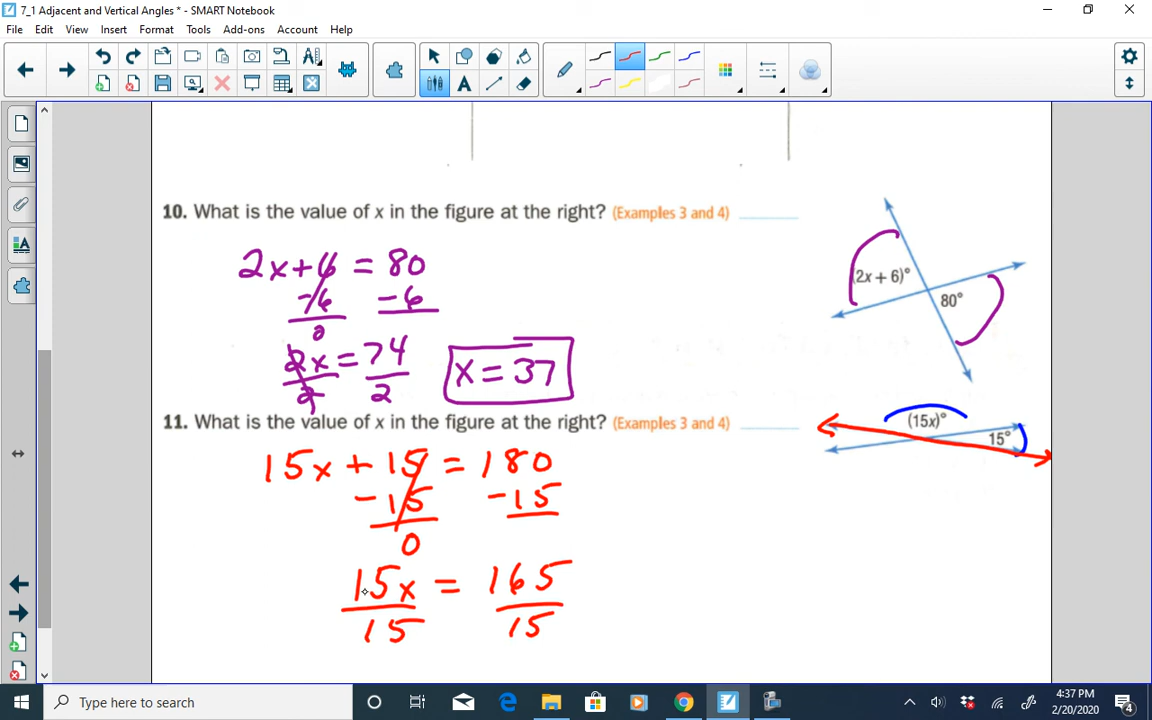 7_1 Adjacent and Vertical Angles * - SMART Notebook
File Edit View Insert Format Tools Add-ons Account Help
10. What is the value of x in the figure at the right? (Examples 3 and 4)
2x+6 = 80
-6 -6
0
2x = 74
2 2
x = 37
(2x + 6)°
80°
11. What is the value of x in the figure at the right? (Examples 3 and 4)
(15x)°
15°
15x + 15 = 180
-15 -15
0
15x = 165
15 15
Type here to search
4:37 PM
2/20/2020
4